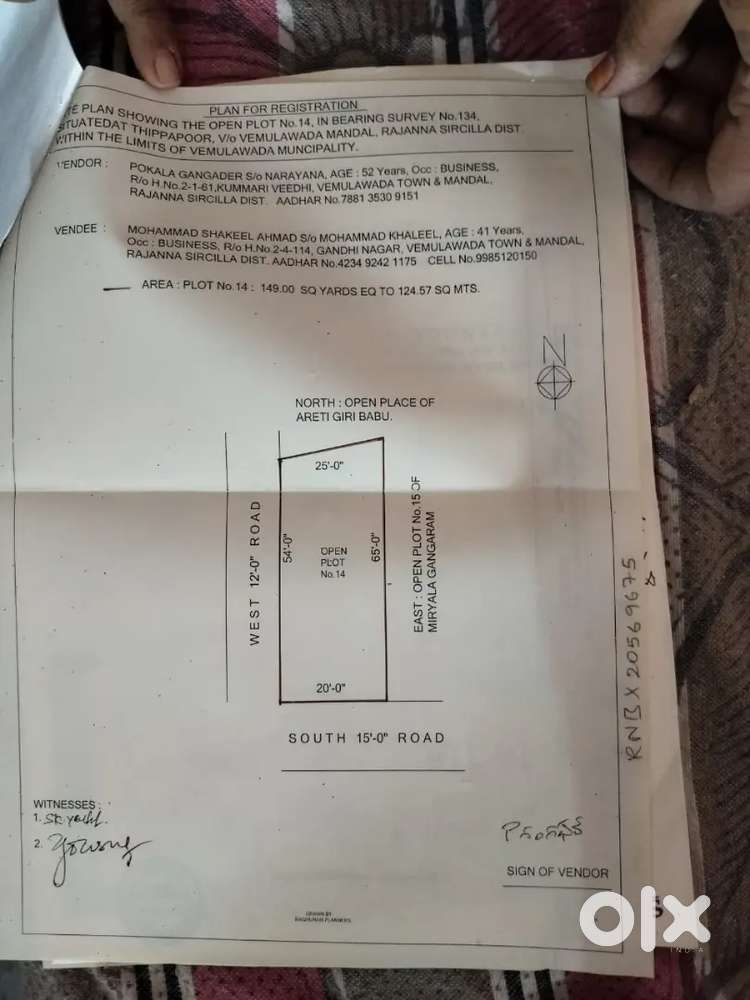 PLAN FOR REGISTRATION
E PLAN SHOWING THE OPEN PLOT No.14, IN BEARING SURVEY No.134,
SITUATEDAT THIPPAPOOR, V/o VEMULAWADA MANDAL, RAJANNA SIRCILLA DIST.
WITHIN THE LIMITS OF VEMULAWADA MUNCIPALITY.
VENDOR : POKALA GANGADER S/o NARAYANA, AGE : 52 Years, Occ : BUSINESS,
R/o H.No.2-1-61,KUMMARI VEEDHI, VEMULAWADA TOWN & MANDAL,
RAJANNA SIRCILLA DIST. AADHAR No.7881 3530 9151
VENDEE : MOHAMMAD SHAKEEL AHMAD S/o MOHAMMAD KHALEEL, AGE : 41 Years,
Occ : BUSINESS, R/o H.No.2-4-114, GANDHI NAGAR, VEMULAWADA TOWN & MANDAL,
RAJANNA SIRCILLA DIST. AADHAR No.4234 9242 1175 CELL No.9985120150
AREA : PLOT No.14 : 149.00 SQ YARDS EQ TO 124.57 SQ MTS.
N
NORTH : OPEN PLACE OF
ARETI GIRI BABU.
25'-0"
WEST 12'-0" ROAD
54'-0"
OPEN
PLOT
No.14
65'-0"
EAST : OPEN PLOT No.15 OF
MIRYALA GANGARAM
20'-0"
SOUTH 15'-0" ROAD
RNBX20569675
WITNESSES :
1.
2.
SIGN OF VENDOR
DRAWN BY
RAGHURAM PLANNERS
olx
INDIA